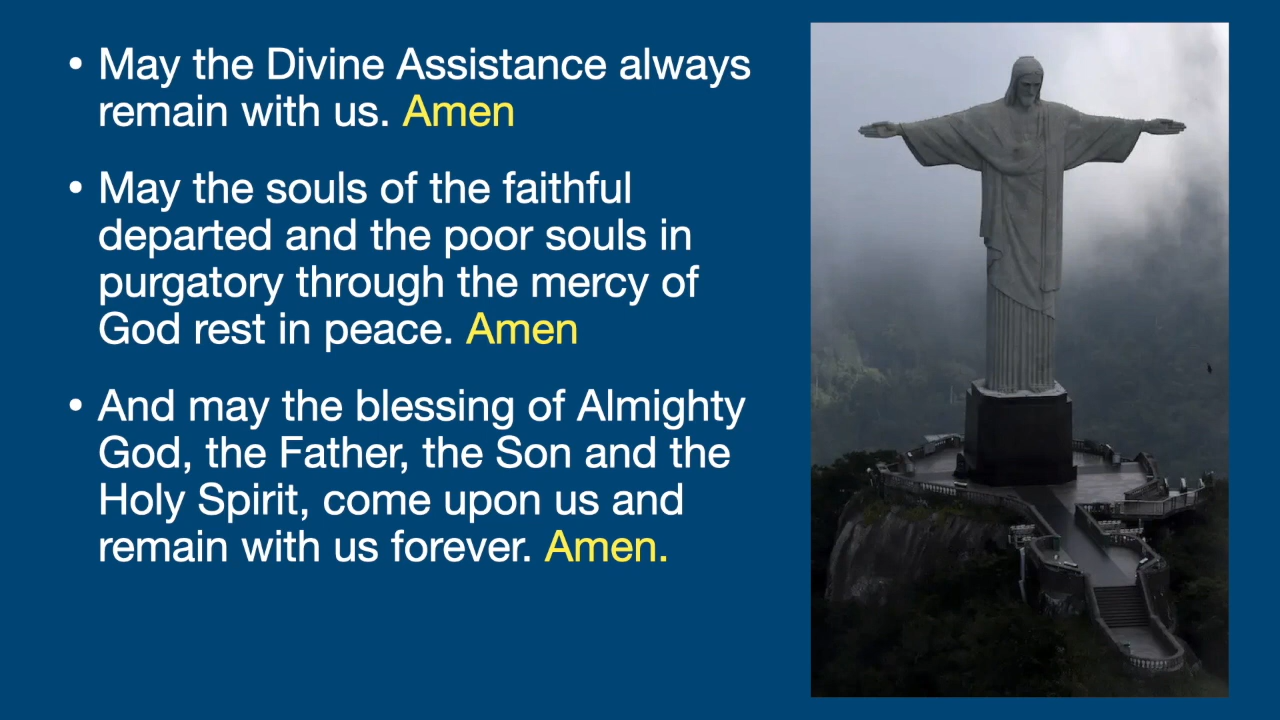 • May the Divine Assistance always
remain with us. Amen
• May the souls of the faithful
departed and the poor souls in
purgatory through the mercy of
God rest in peace. Amen
• And may the blessing of Almighty
God, the Father, the Son and the
Holy Spirit, come upon us and
remain with us forever. Amen.